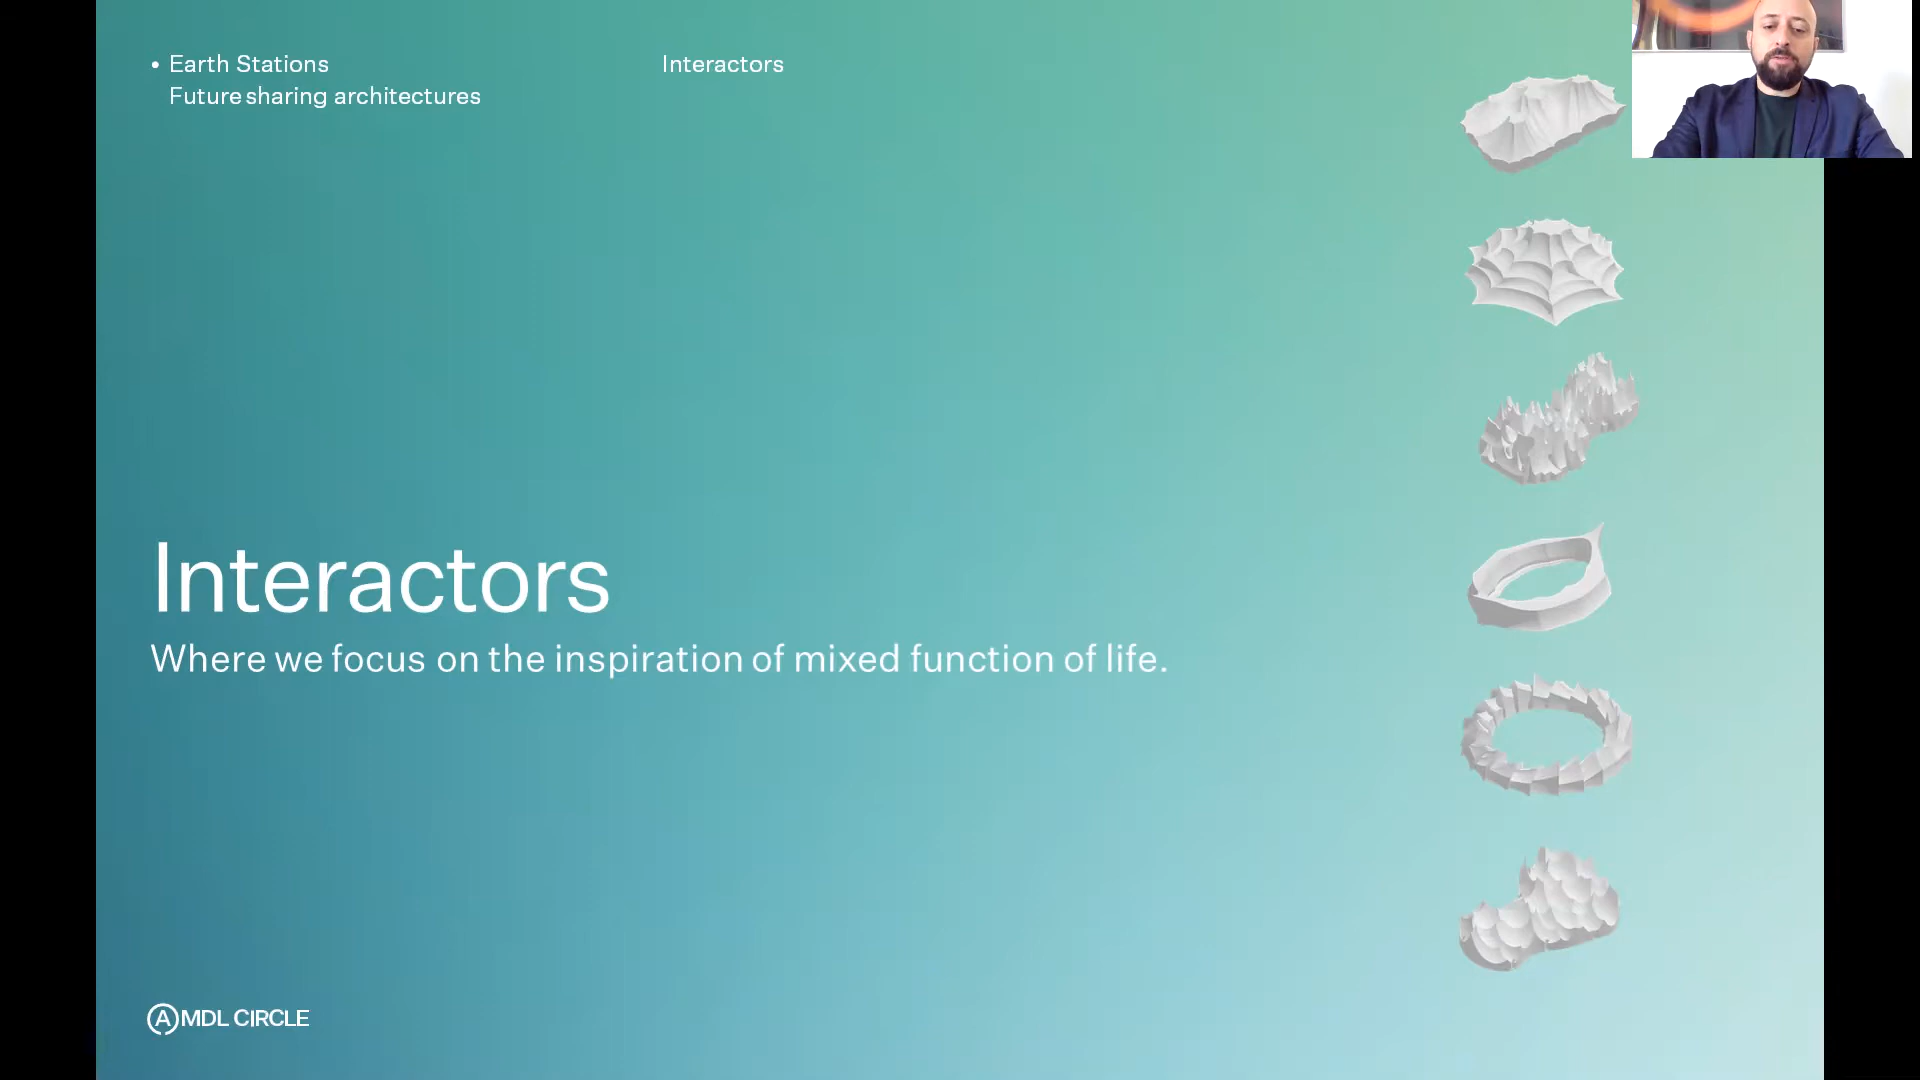 • Earth Stations
Future sharing architectures
Interactors
Interactors
Where we focus on the inspiration of mixed function of life.
AMDL CIRCLE